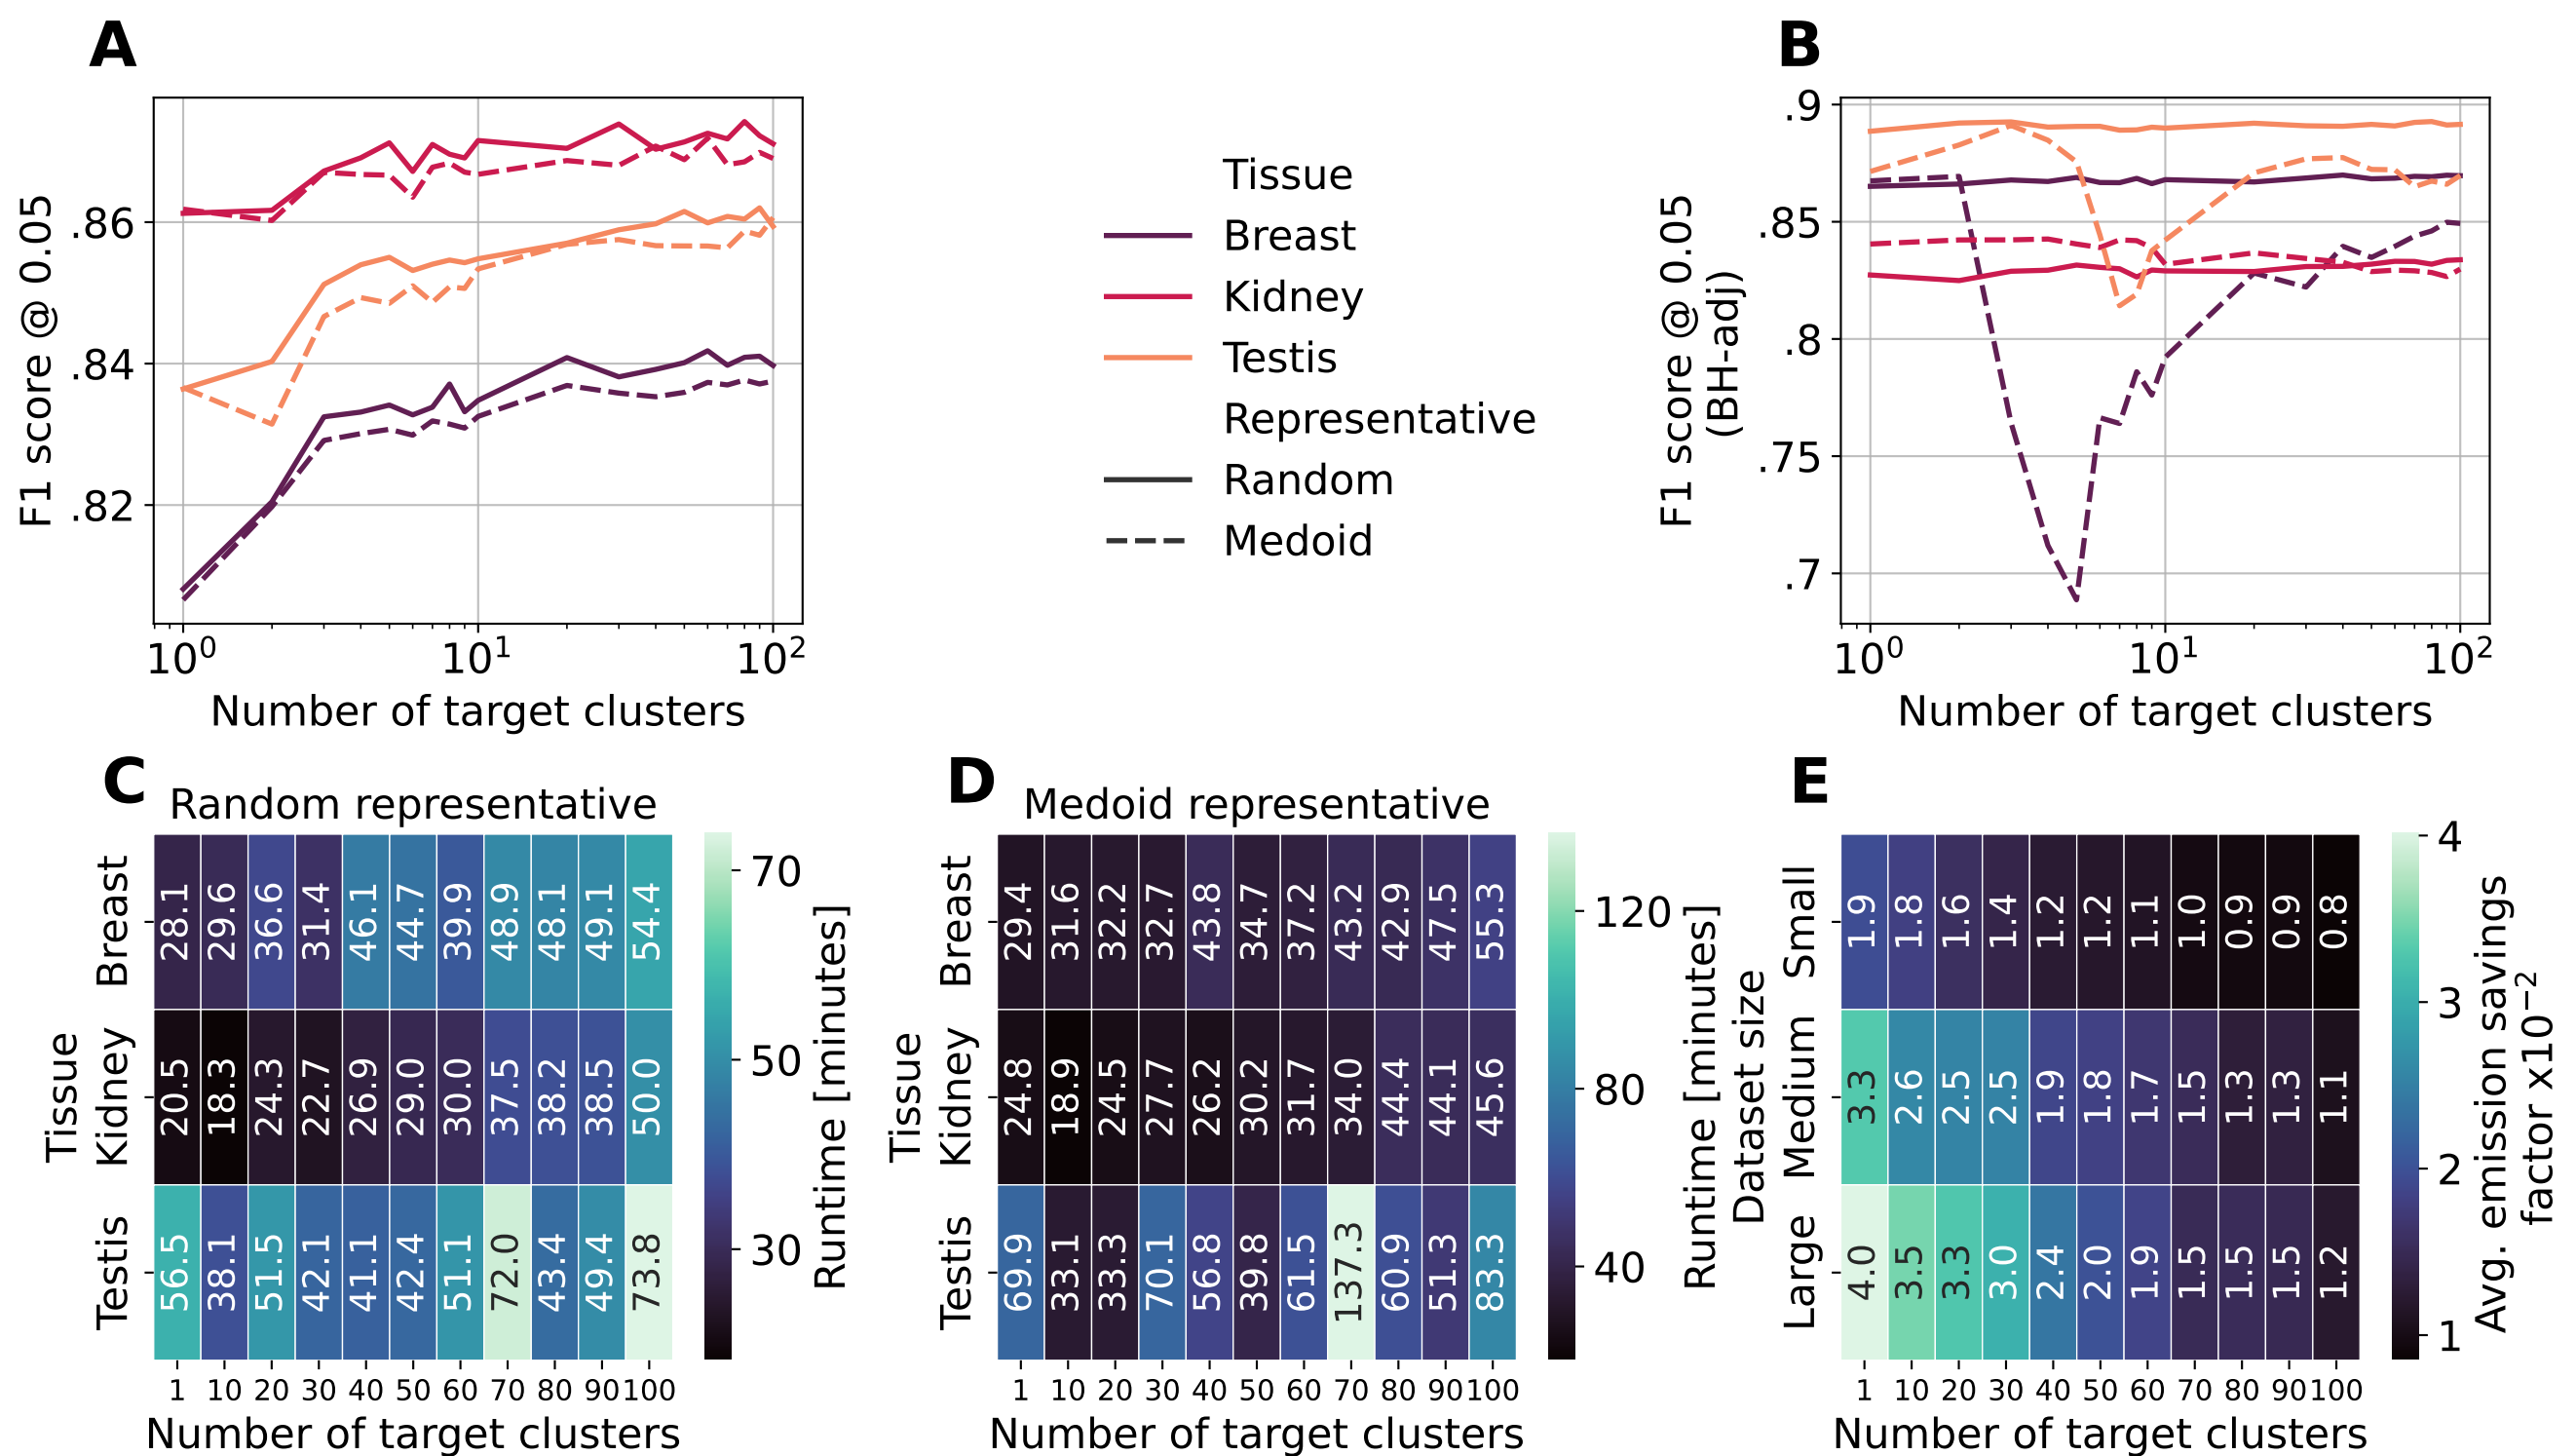 A
F1 score @ 0.05
.86
.84
.82
10⁰ 10¹ 10²
Number of target clusters
Tissue
Breast
Kidney
Testis
Representative
Random
Medoid
B
F1 score @ 0.05
(BH-adj)
.9
.85
.8
.75
.7
10⁰ 10¹ 10²
Number of target clusters
C
Random representative
Tissue
Breast
28.1 29.6 36.6 31.4 46.1 44.7 39.9 48.9 48.1 49.1 54.4
Kidney
20.5 18.3 24.3 22.7 26.9 29.0 30.0 37.5 38.2 38.5 50.0
Testis
56.5 38.1 51.5 42.1 41.1 42.4 51.1 72.0 43.4 49.4 73.8
1 10 20 30 40 50 60 70 80 90 100
Number of target clusters
70
50
30
Runtime [minutes]
D
Medoid representative
Tissue
Breast
29.4 31.6 32.2 32.7 43.8 34.7 37.2 43.2 42.9 47.5 55.3
Kidney
24.8 18.9 24.5 27.7 26.2 30.2 31.7 34.0 44.4 44.1 45.6
Testis
69.9 33.1 33.3 70.1 56.8 39.8 61.5 137.3 60.9 51.3 83.3
1 10 20 30 40 50 60 70 80 90 100
Number of target clusters
120
80
40
Runtime [minutes]
E
Dataset size
Small
1.9 1.8 1.6 1.4 1.2 1.2 1.1 1.0 0.9 0.9 0.8
Medium
3.3 2.6 2.5 2.5 1.9 1.8 1.7 1.5 1.3 1.3 1.1
Large
4.0 3.5 3.3 3.0 2.4 2.0 1.9 1.5 1.5 1.5 1.2
1 10 20 30 40 50 60 70 80 90 100
Number of target clusters
4
3
2
1
Avg. emission savings
factor x10⁻²